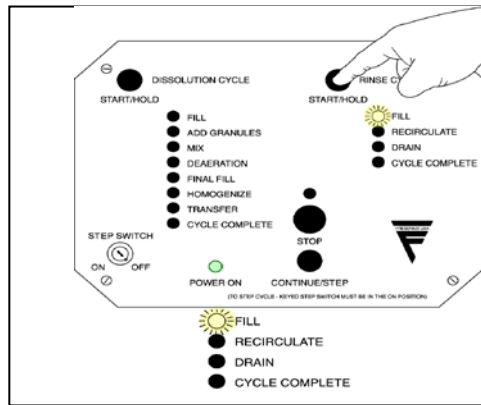 DISSOLUTION CYCLE
START/HOLD
FILL
ADD GRANULES
MIX
DEAERATION
FINAL FILL
HOMOGENIZE
TRANSFER
CYCLE COMPLETE
RINSE
START/HOLD
FILL
RECIRCULATE
DRAIN
CYCLE COMPLETE
STEP SWITCH
ON OFF
POWER ON
STOP
CONTINUE/STEP
(TO STEP CYCLE - KEYED STEP SWITCH MUST BE IN THE ON POSITION)
FILL
RECIRCULATE
DRAIN
CYCLE COMPLETE